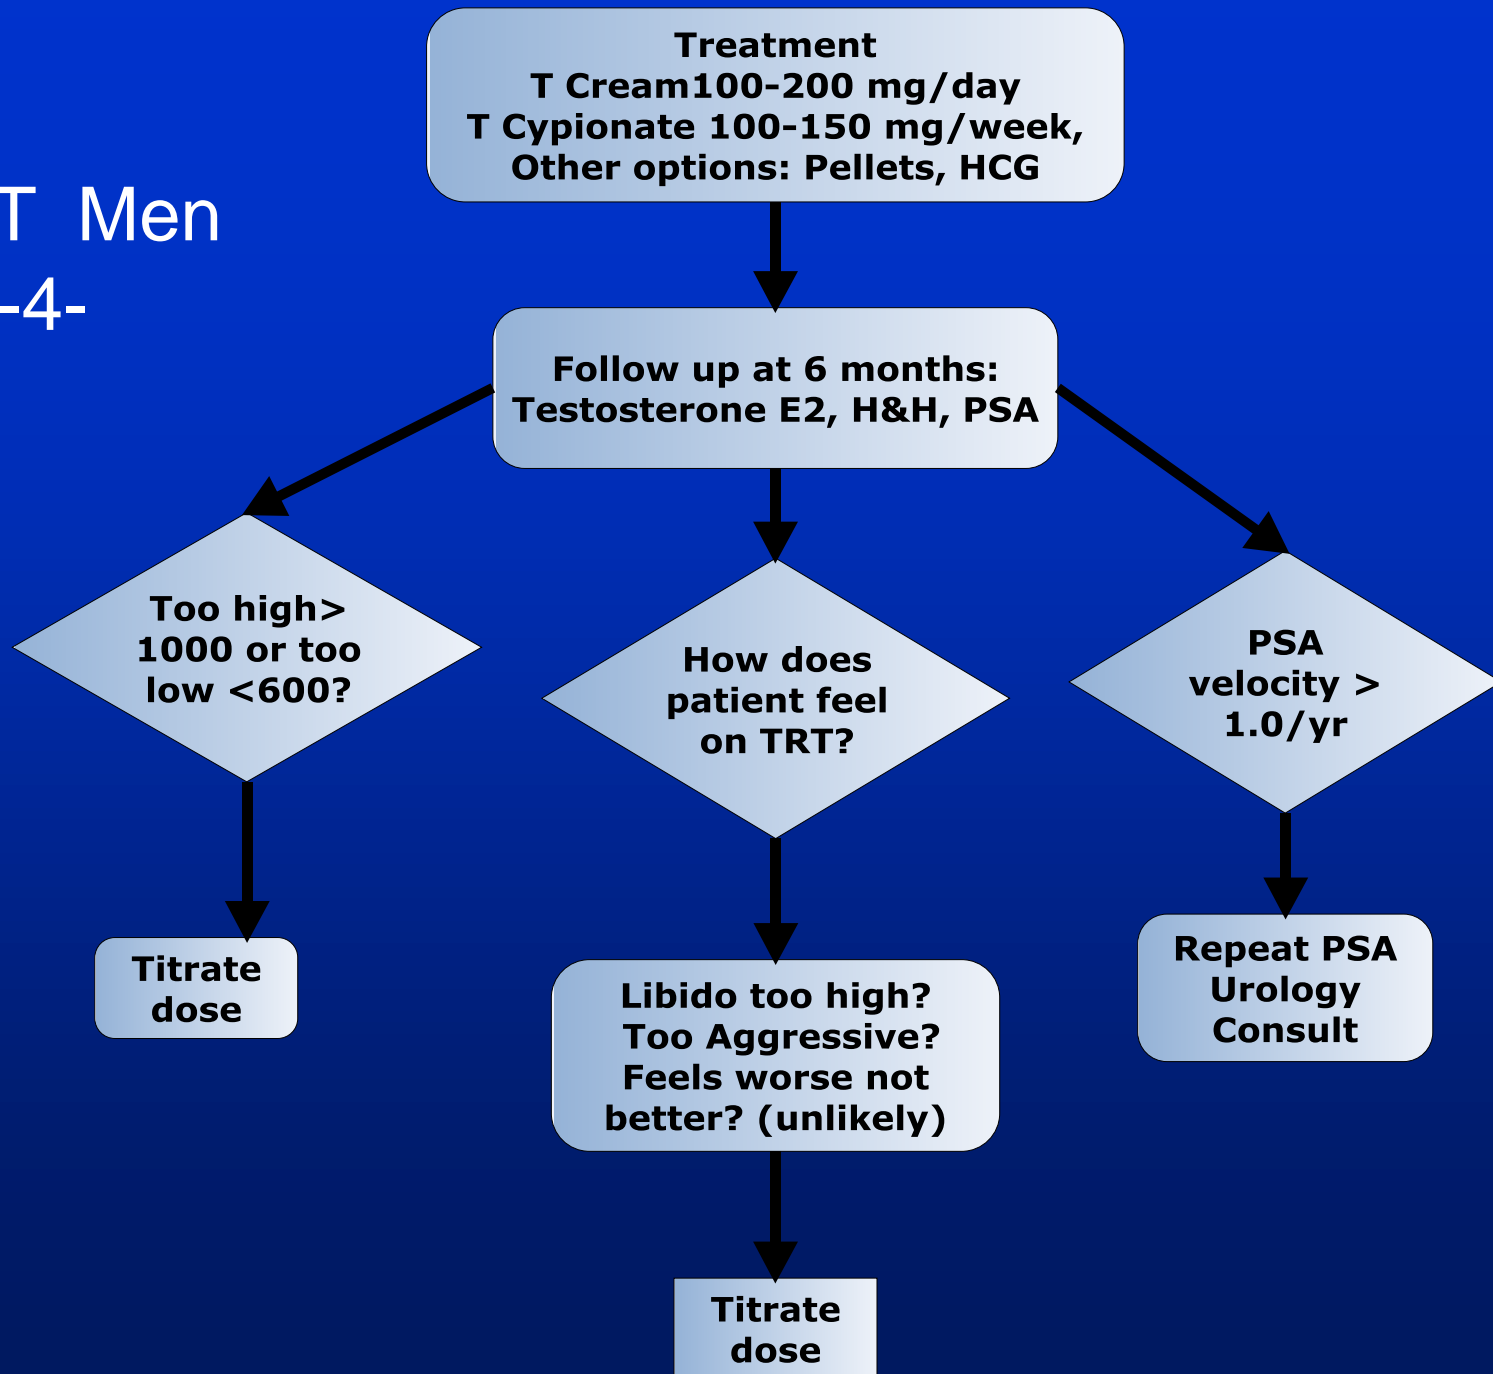 Treatment
T Cream100-200 mg/day
T Cypionate 100-150 mg/week,
Other options: Pellets, HCG
T Men
-4-
Follow up at 6 months:
Testosterone E2, H&H, PSA
Too high>
1000 or too
low <600?
How does
patient feel
on TRT?
PSA
velocity >
1.0/yr
Titrate
dose
Libido too high?
Too Aggressive?
Feels worse not
better? (unlikely)
Repeat PSA
Urology
Consult
Titrate
dose